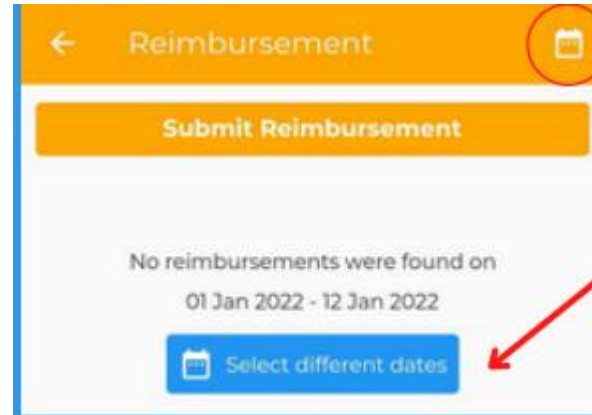 Reimbursement
Submit Reimbursement
No reimbursements were found on
01 Jan 2022 - 12 Jan 2022
Select different dates